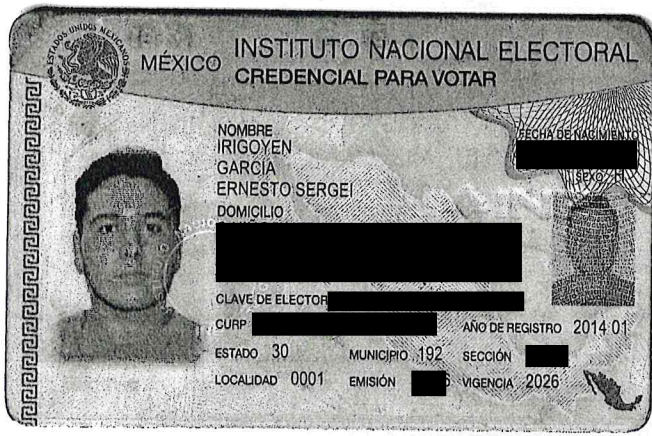 ESTADOS UNIDOS MEXICANOS
MÉXICO INSTITUTO NACIONAL ELECTORAL
CREDENCIAL PARA VOTAR
NOMBRE
IRIGOYEN
GARCIA
ERNESTO SERGEI
FECHA DE NACIMIENTO
SEXO H
DOMICILIO
CLAVE DE ELECTOR
CURP AÑO DE REGISTRO 2014 01
ESTADO 30 MUNICIPIO 192 SECCIÓN
LOCALIDAD 0001 EMISIÓN VIGENCIA 2026